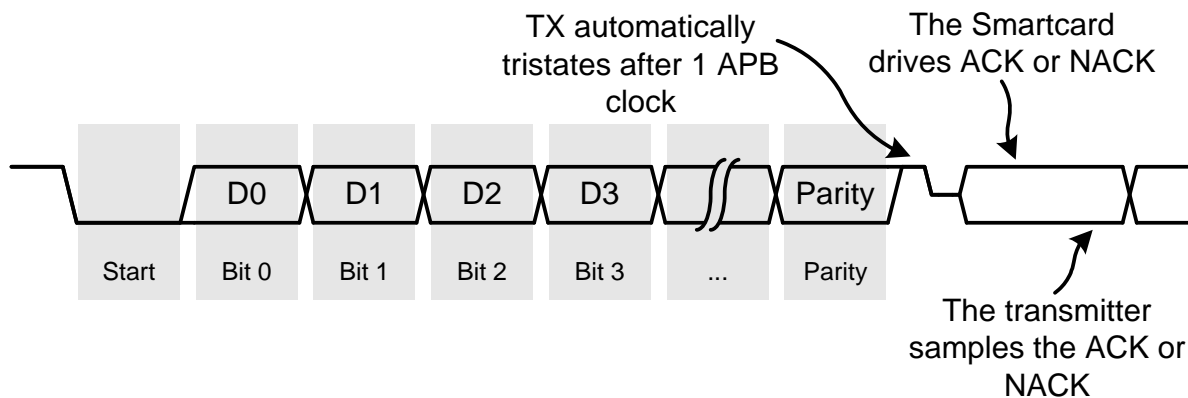 TX automatically
tristates after 1 APB
clock
The Smartcard
drives ACK or NACK
D0
D1
D2
D3
Parity
Start
Bit 0
Bit 1
Bit 2
Bit 3
...
Parity
The transmitter
samples the ACK or
NACK